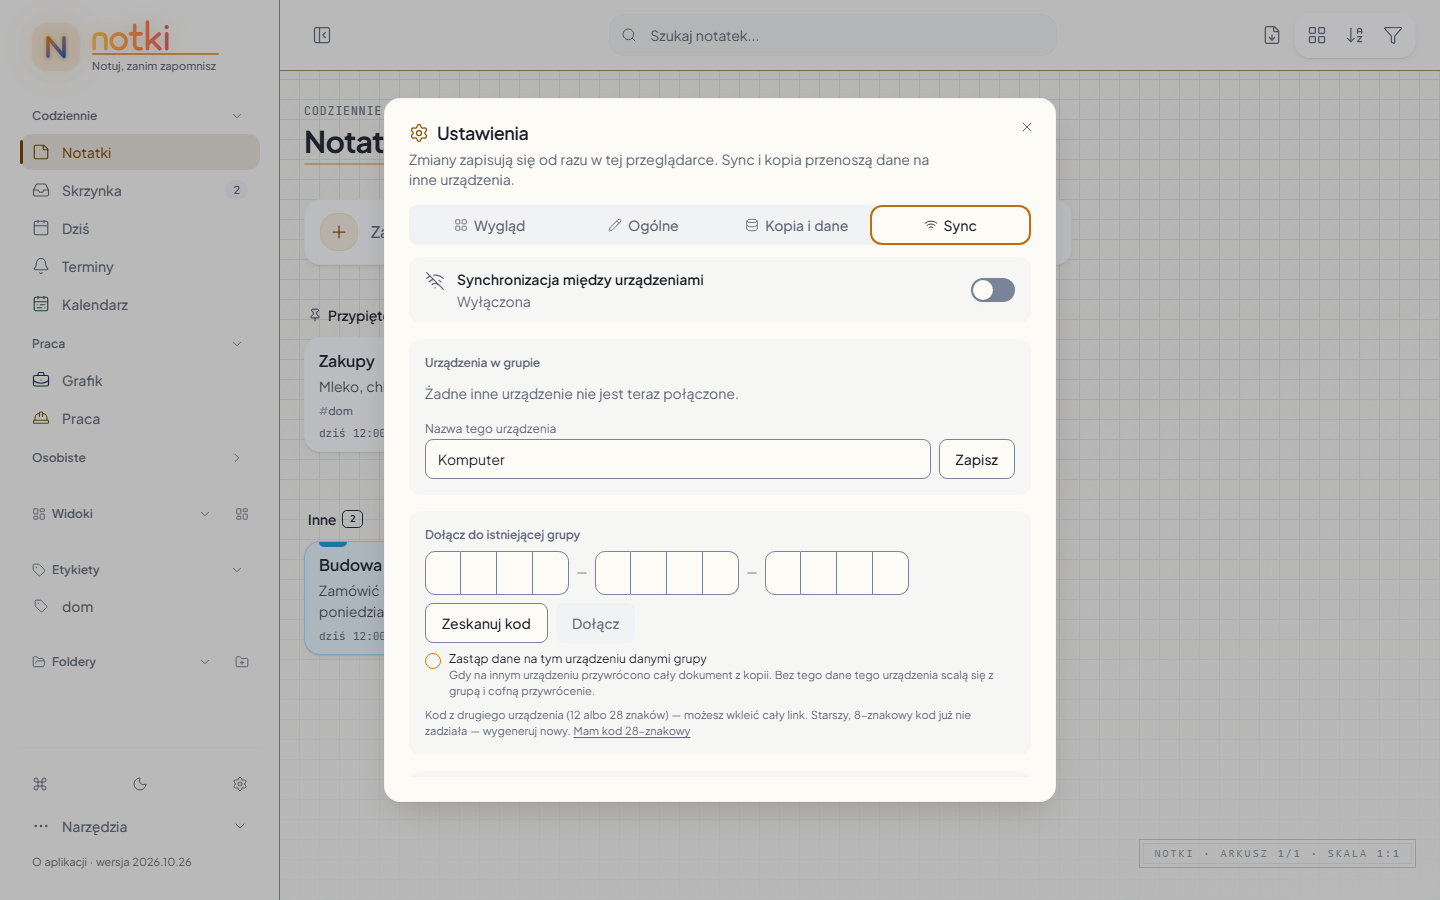 N
notki
Notuj, zanim zapomnisz
Szukaj notatek...
Codziennie
Notatki
Skrzynka
2
Dziś
Terminy
Kalendarz
Praca
Grafik
Praca
Osobiste
Widoki
Etykiety
dom
Foldery
Narzędzia
O aplikacji · wersja 2026.10.26
CODZIENNIE
Notat
Za
Przypięte
Zakupy
Mleko, ch
#dom
dziś 12:00
Inne 2
Budowa
Zamówić
poniedzia
dziś 12:00
Ustawienia
Zmiany zapisują się od razu w tej przeglądarce. Sync i kopia przenoszą dane na
inne urządzenia.
Wygląd
Ogólne
Kopia i dane
Sync
Synchronizacja między urządzeniami
Wyłączona
Urządzenia w grupie
Żadne inne urządzenie nie jest teraz połączone.
Nazwa tego urządzenia
Komputer
Zapisz
Dołącz do istniejącej grupy
– –
Zeskanuj kod
Dołącz
Zastąp dane na tym urządzeniu danymi grupy
Gdy na innym urządzeniu przywrócono cały dokument z kopii. Bez tego dane tego urządzenia scalą się z
grupą i cofną przywrócenie.
Kod z drugiego urządzenia (12 albo 28 znaków) — możesz wkleić cały link. Starszy, 8-znakowy kod już nie
zadziała — wygeneruj nowy. Mam kod 28-znakowy
NOTKI · ARKUSZ 1/1 · SKALA 1:1